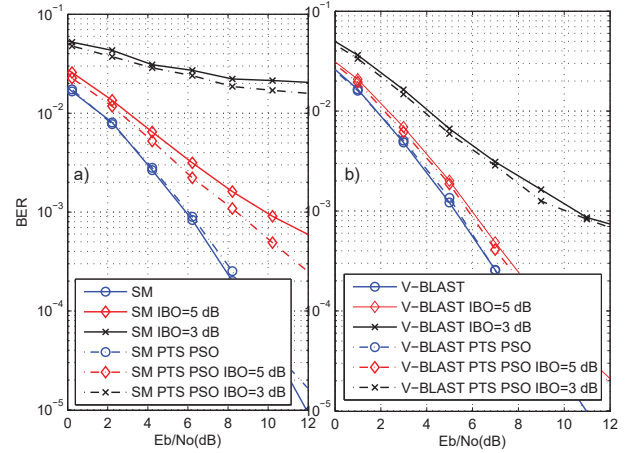 10⁻¹
10⁻²
10⁻³
10⁻⁴
10⁻⁵
BER
a)
SM
SM IBO=5 dB
SM IBO=3 dB
SM PTS PSO
SM PTS PSO IBO=5 dB
SM PTS PSO IBO=3 dB
0 2 4 6 8 10 12
Eb/No(dB)
10⁰
10⁻¹
10⁻²
10⁻³
10⁻⁴
10⁻⁵
b)
V−BLAST
V−BLAST IBO=5 dB
V−BLAST IBO=3 dB
V−BLAST PTS PSO
V−BLAST PTS PSO IBO=5 dB
V−BLAST PTS PSO IBO=3 dB
0 2 4 6 8 10 12
Eb/No(dB)